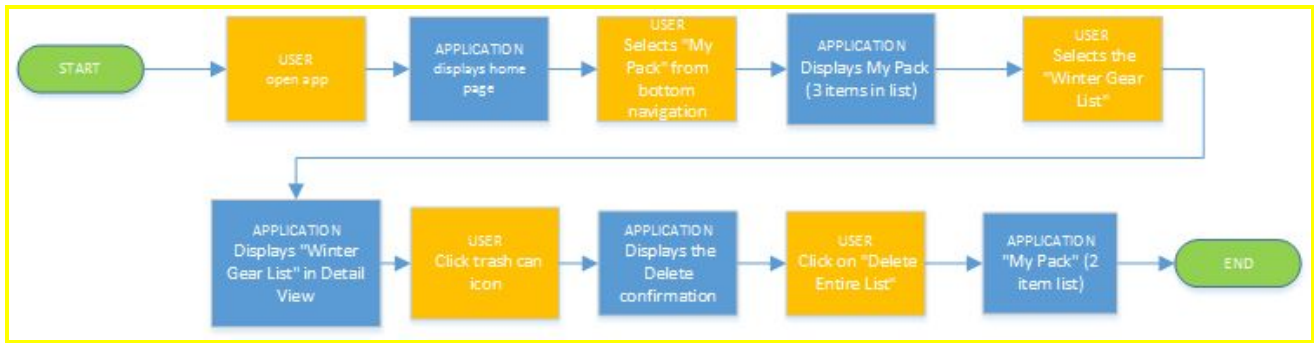 START
USER
open app
APPLICATION
displays home
page
USER
Selects "My
Pack" from
bottom
navigation
APPLICATION
Displays My Pack
(3 items in list)
USER
Selects the
"Winter Gear
List"
APPLICATION
Displays "Winter
Gear List" in Detail
View
USER
Click trash can
icon
APPLICATION
Displays the
Delete
confirmation
USER
Click on "Delete
Entire List"
APPLICATION
"My Pack" (2
item list)
END